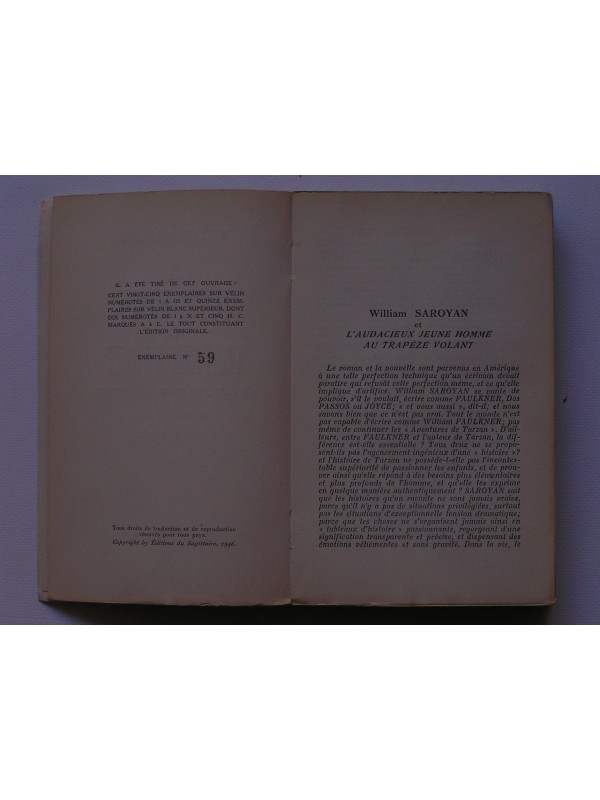 IL A ÉTÉ TIRÉ DE CET OUVRAGE :
CENT VINGT-CINQ EXEMPLAIRES SUR VÉLIN
NUMÉROTÉS DE 1 A 125 ET QUINZE EXEM-
PLAIRES SUR VÉLIN BLANC SUPÉRIEUR, DONT
DIX NUMÉROTÉS DE I A X ET CINQ H. C.
MARQUÉS A A E, LE TOUT CONSTITUANT
L'ÉDITION ORIGINALE.
EXEMPLAIRE N° 59
Tous droits de traduction et de reproduction
réservés pour tous pays.
Copyright by Éditions du Sagittaire, 1946.
William SAROYAN
et
L'AUDACIEUX JEUNE HOMME
AU TRAPÈZE VOLANT
Le roman et la nouvelle sont parvenus en Amérique
à une telle perfection technique qu'un écrivain devait
paraître qui refusât cette perfection même, et ce qu'elle
implique d'artifice. William SAROYAN se vante de
pouvoir, s'il le voulait, écrire comme FAULKNER, Dos
PASSOS ou JOYCE; « et vous aussi », dit-il; et nous
savons bien que ce n'est pas vrai. Tout le monde n'est
pas capable d'écrire comme William FAULKNER; pas
même de continuer les « Aventures de Tarzan ». D'ail-
leurs, entre FAULKNER et l'auteur de Tarzan, la dif-
férence est-elle essentielle ? Tous deux ne se propo-
sent-ils pas l'agencement ingénieux d'une « histoire »?
et l'histoire de Tarzan ne possède-t-elle pas l'incontes-
table supériorité de passionner les enfants, et de prou-
ver ainsi qu'elle répond à des besoins plus élémentaires
et plus profonds de l'homme, et qu'elle les exprime
en quelque manière authentiquement ? SAROYAN sait
que les histoires qu'on raconte ne sont jamais vraies,
parce qu'il n'y a pas de situations privilégiées, surtout
pas les situations d'exceptionnelle tension dramatique;
parce que les choses ne s'organisent jamais ainsi en
« tableaux d'histoire » passionnants, regorgeant d'une
signification transparente et précise, et dispensant des
émotions véhémentes et sans gravité. Dans la vie, le